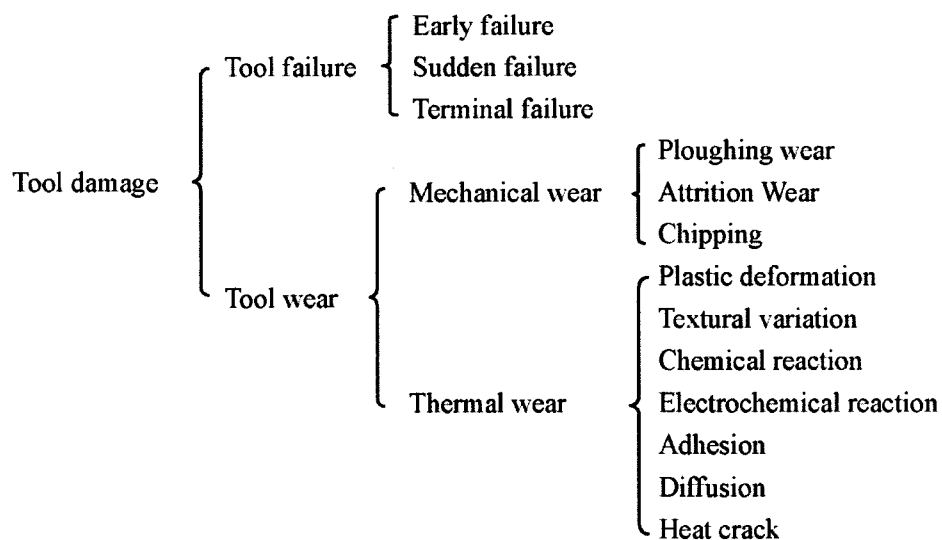 Tool damage
Tool failure
Early failure
Sudden failure
Terminal failure
Tool wear
Mechanical wear
Ploughing wear
Attrition Wear
Chipping
Thermal wear
Plastic deformation
Textural variation
Chemical reaction
Electrochemical reaction
Adhesion
Diffusion
Heat crack